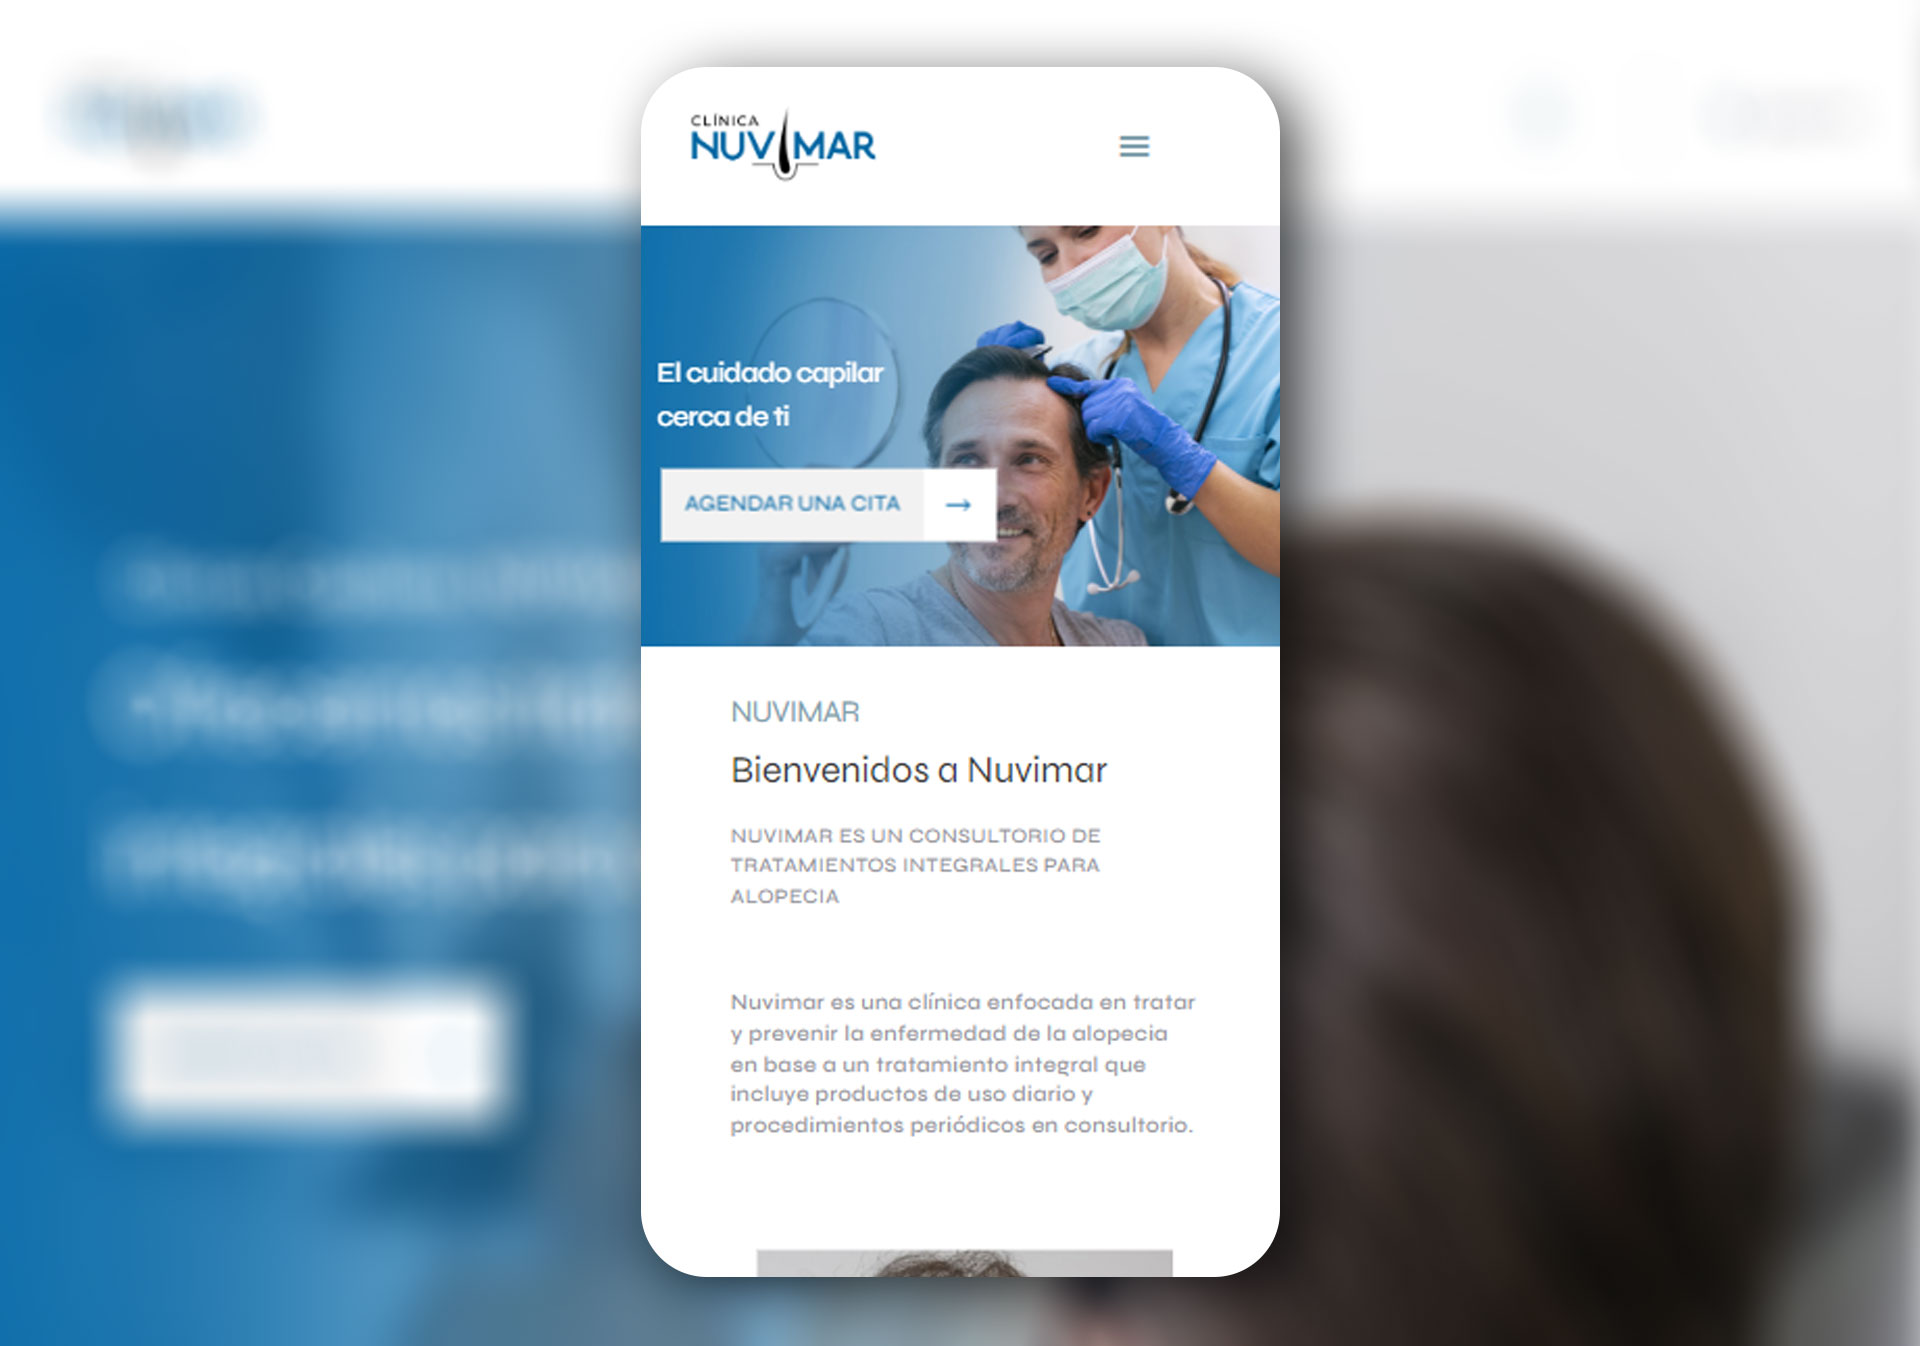 CLÍNICA
NUVIMAR
El cuidado capilar
cerca de ti
AGENDAR UNA CITA →
NUVIMAR
Bienvenidos a Nuvimar
NUVIMAR ES UN CONSULTORIO DE
TRATAMIENTOS INTEGRALES PARA
ALOPECIA
Nuvimar es una clínica enfocada en tratar
y prevenir la enfermedad de la alopecia
en base a un tratamiento integral que
incluye productos de uso diario y
procedimientos periódicos en consultorio.